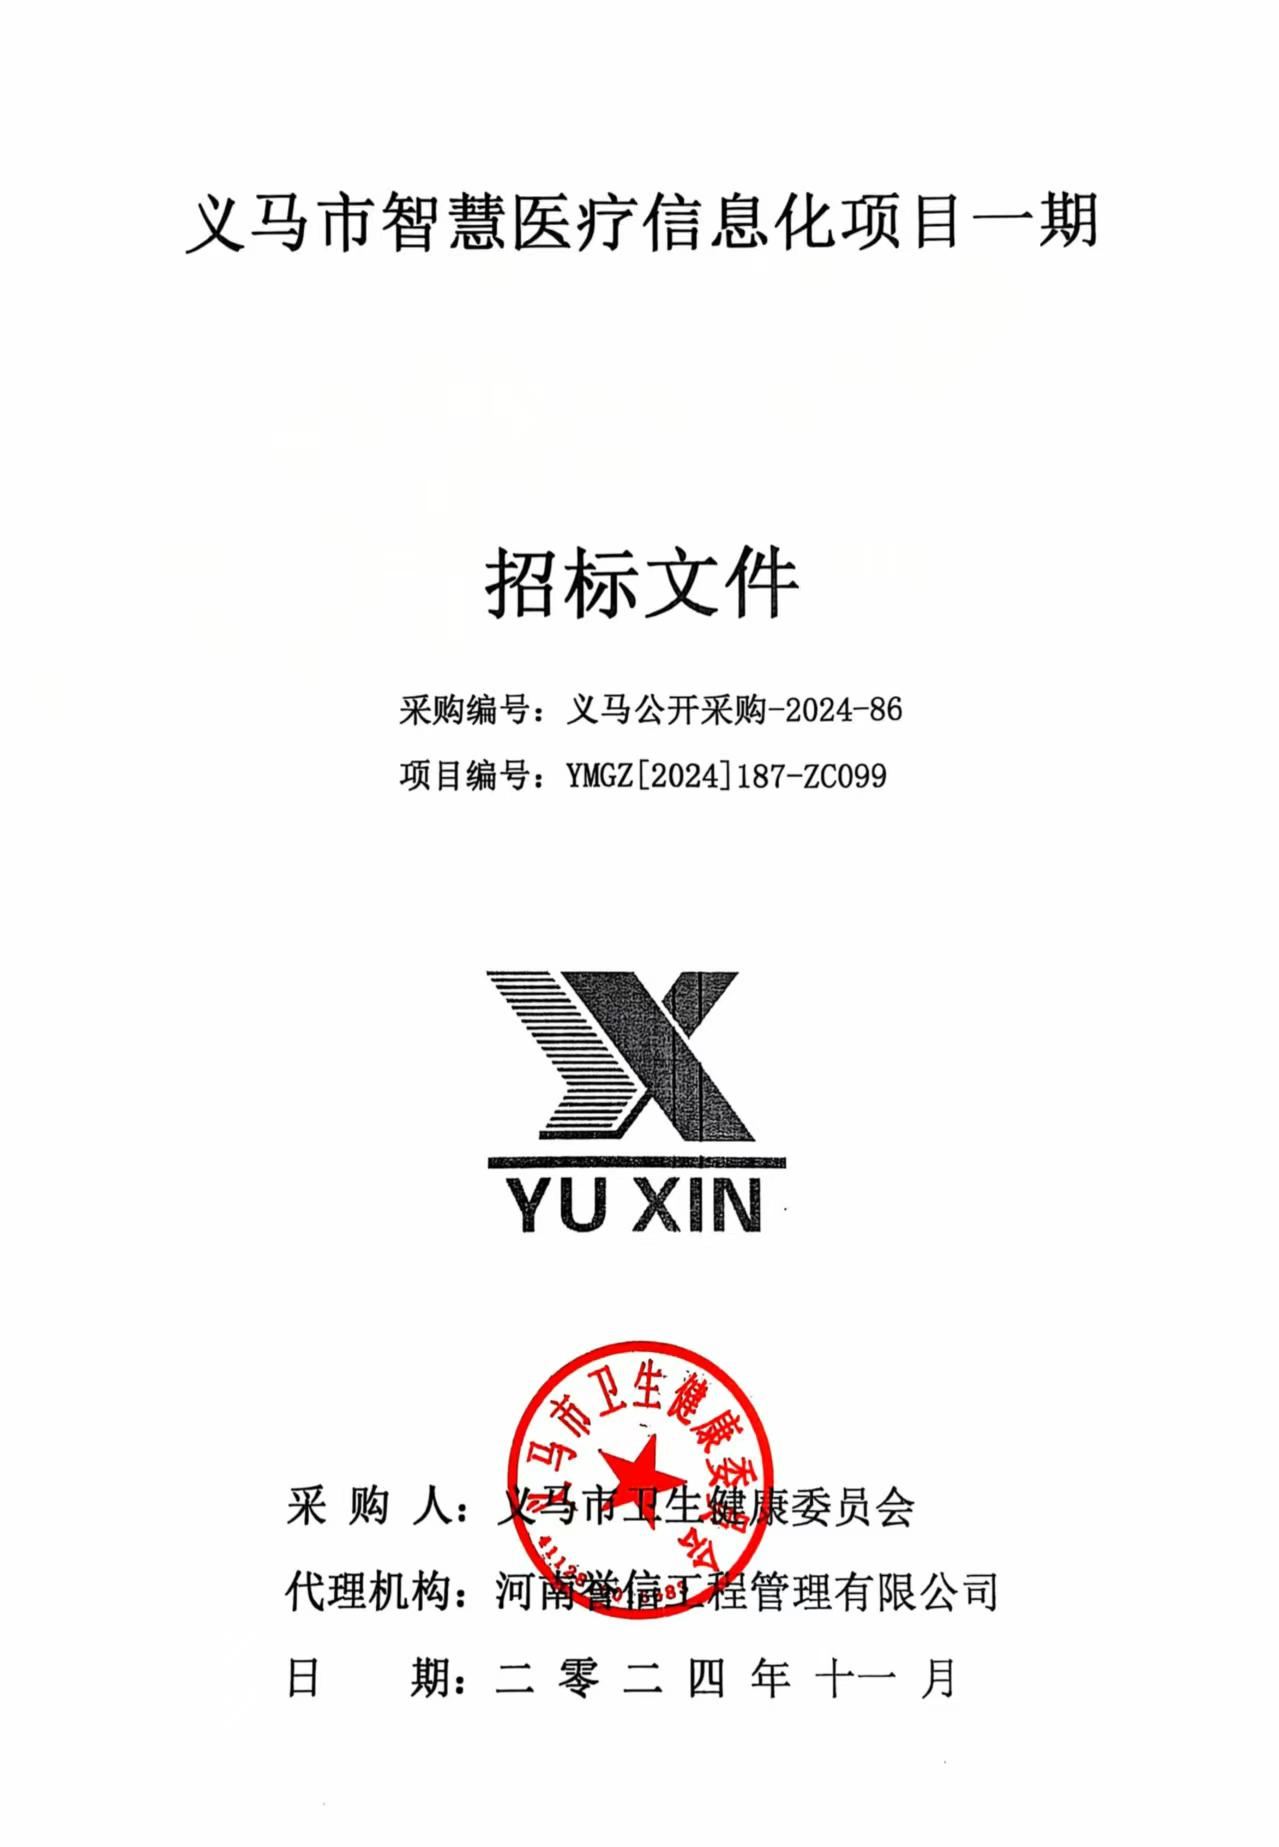 义马市智慧医疗信息化项目一期
招标文件
采购编号：义马公开采购-2024-86
项目编号：YMGZ[2024]187-ZC099
YU XIN
义马市卫生健康委员会
采 购 人：义马市卫生健康委员会
代理机构：河南誉信工程管理有限公司
日 期：二零二四年十一月